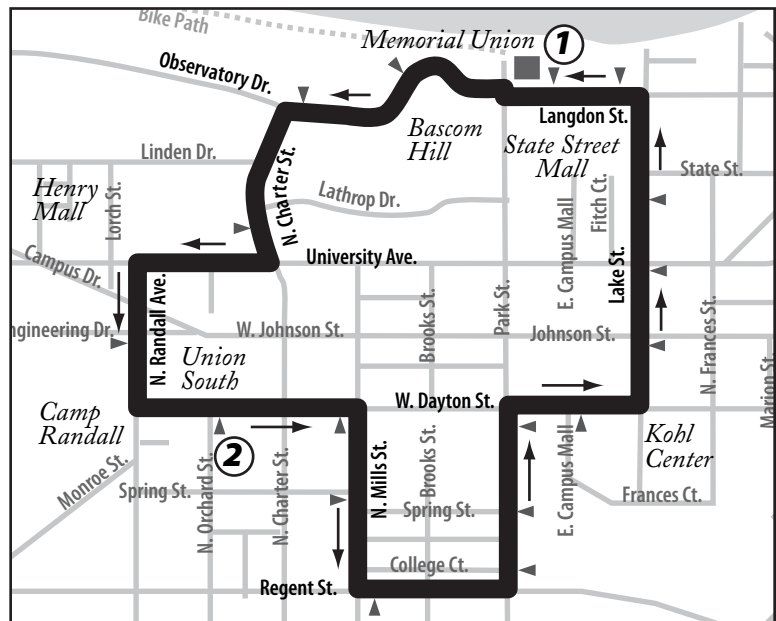 Bike Path
Memorial Union
1
Observatory Dr.
Langdon St.
Bascom
Hill
State Street
Mall
Linden Dr.
State St.
Henry
Mall
Lorch St.
N. Charter St.
Lathrop Dr.
E. Campus Mall
Fitch Ct.
Campus Dr.
University Ave.
Lake St.
N. Randall Ave.
Brooks St.
Park St.
N. Frances St.
ngineering Dr.
W. Johnson St.
Johnson St.
Union
South
Marion St.
Camp
Randall
W. Dayton St.
2
Kohl
Center
Monroe St.
N. Orchard St.
N. Charter St.
N. Mills St.
Brooks St.
E. Campus Mall
Spring St.
Spring St.
Frances Ct.
College Ct.
Regent St.